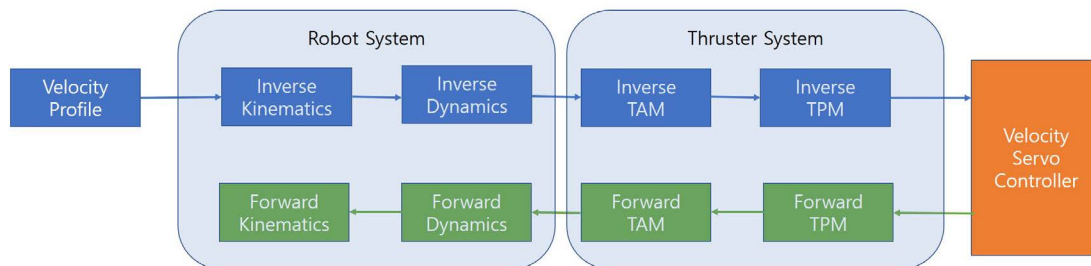 Robot System
Thruster System
Velocity
Profile
Inverse
Kinematics
Inverse
Dynamics
Inverse
TAM
Inverse
TPM
Velocity
Servo
Controller
Forward
Kinematics
Forward
Dynamics
Forward
TAM
Forward
TPM